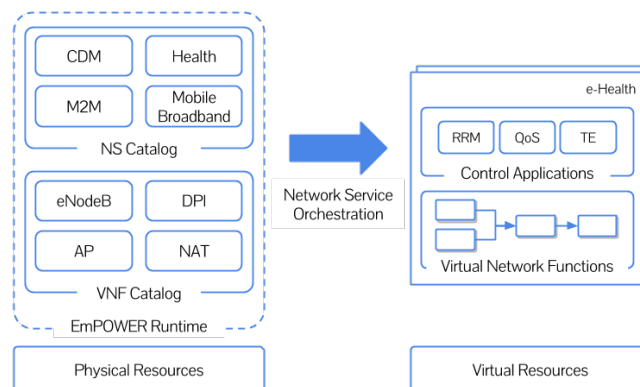 CDM
Health
M2M
Mobile
Broadband
NS Catalog
eNodeB
DPI
AP
NAT
VNF Catalog
EmPOWER Runtime
Physical Resources
Network Service
Orchestration
e-Health
RRM
QoS
TE
Control Applications
Virtual Network Functions
Virtual Resources